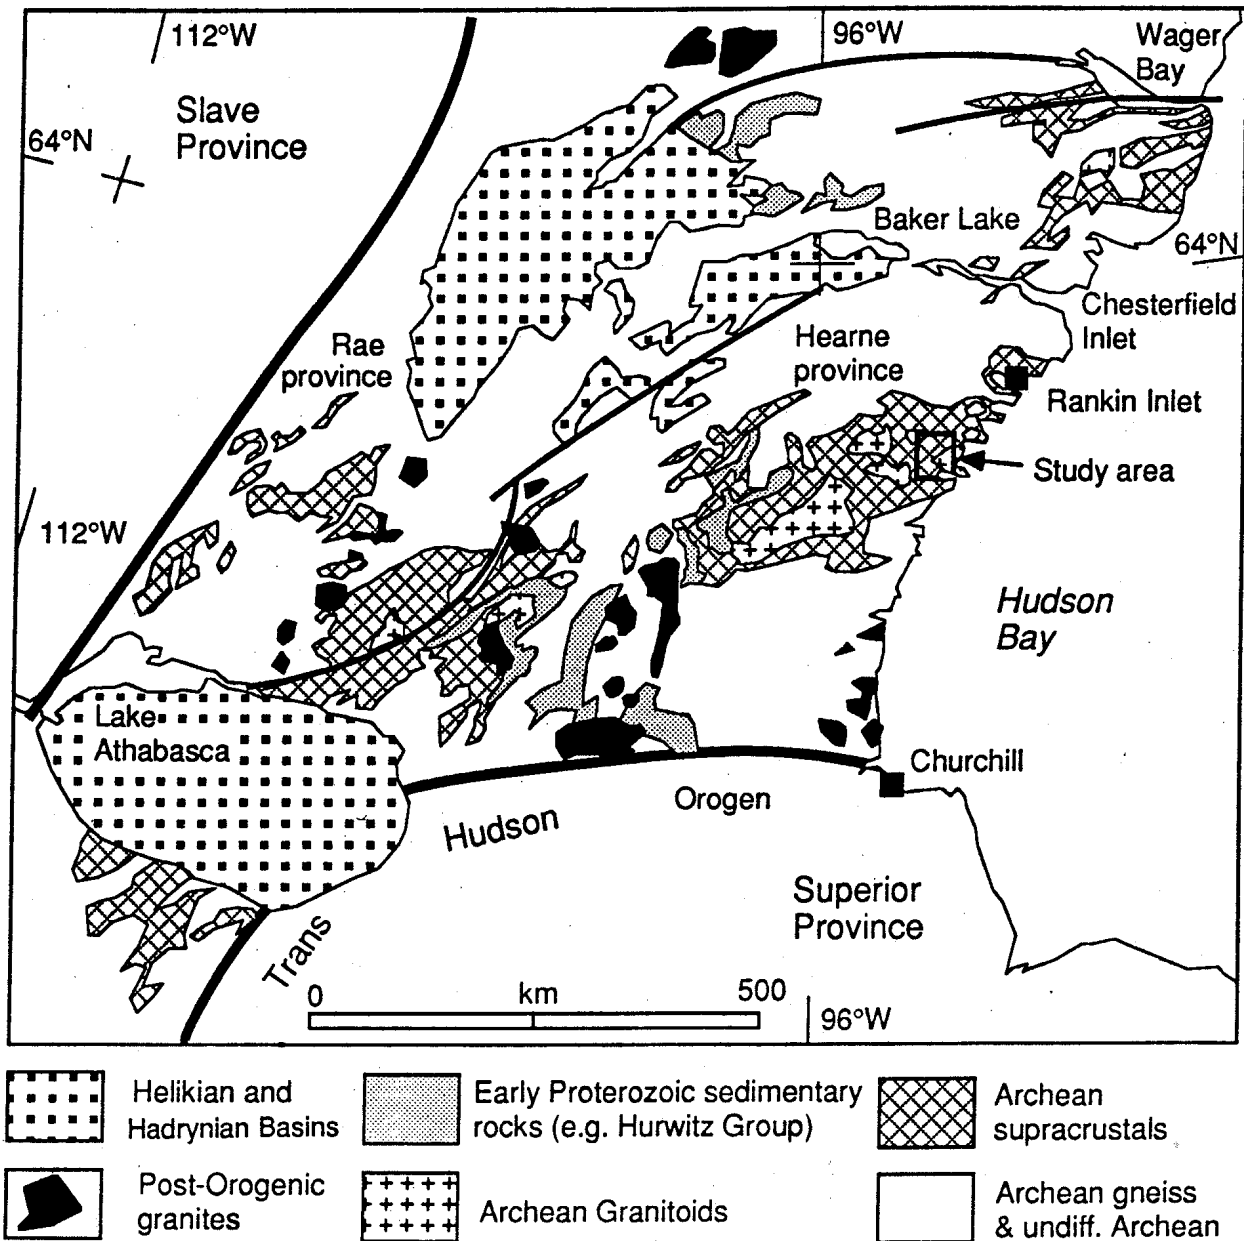 112°W
96°W
Wager
Bay
Slave
Province
64°N
Baker Lake
64°N
Chesterfield
Inlet
Rae
province
Hearne
province
Rankin Inlet
Study area
112°W
Hudson
Bay
Lake
Athabasca
Churchill
Orogen
Hudson
Superior
Province
Trans
0 km 500
96°W
Helikian and
Hadrynian Basins
Early Proterozoic sedimentary
rocks (e.g. Hurwitz Group)
Archean
supracrustals
Post-Orogenic
granites
Archean Granitoids
Archean gneiss
& undiff. Archean